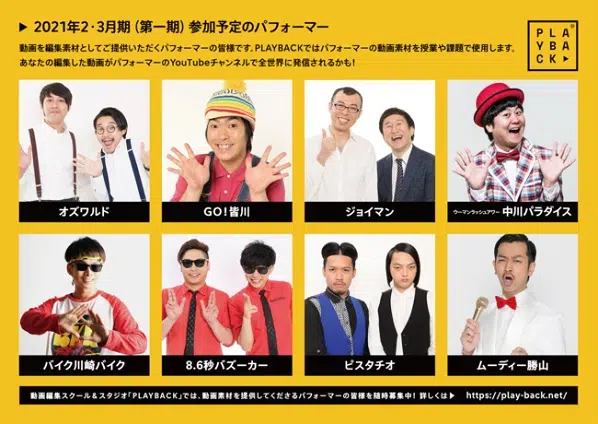 ▶ 2021年2・3月期（第一期）参加予定のパフォーマー
動画を編集素材としてご提供いただくパフォーマーの皆様です。PLAYBACKではパフォーマーの動画素材を授業や課題で使用します。
あなたの編集した動画がパフォーマーのYouTubeチャンネルで全世界に発信されるかも！
PLA
YBA
CK▶
オズワルド
GO！皆川
ジョイマン
ウーマンラッシュアワー 中川パラダイス
バイク川崎バイク
8.6秒バズーカー
ピスタチオ
ムーディー勝山
動画編集スクール＆スタジオ「PLAYBACK」では、動画素材を提供してくださるパフォーマーの皆様を随時募集中！ 詳しくは▶ https://play-back.net/